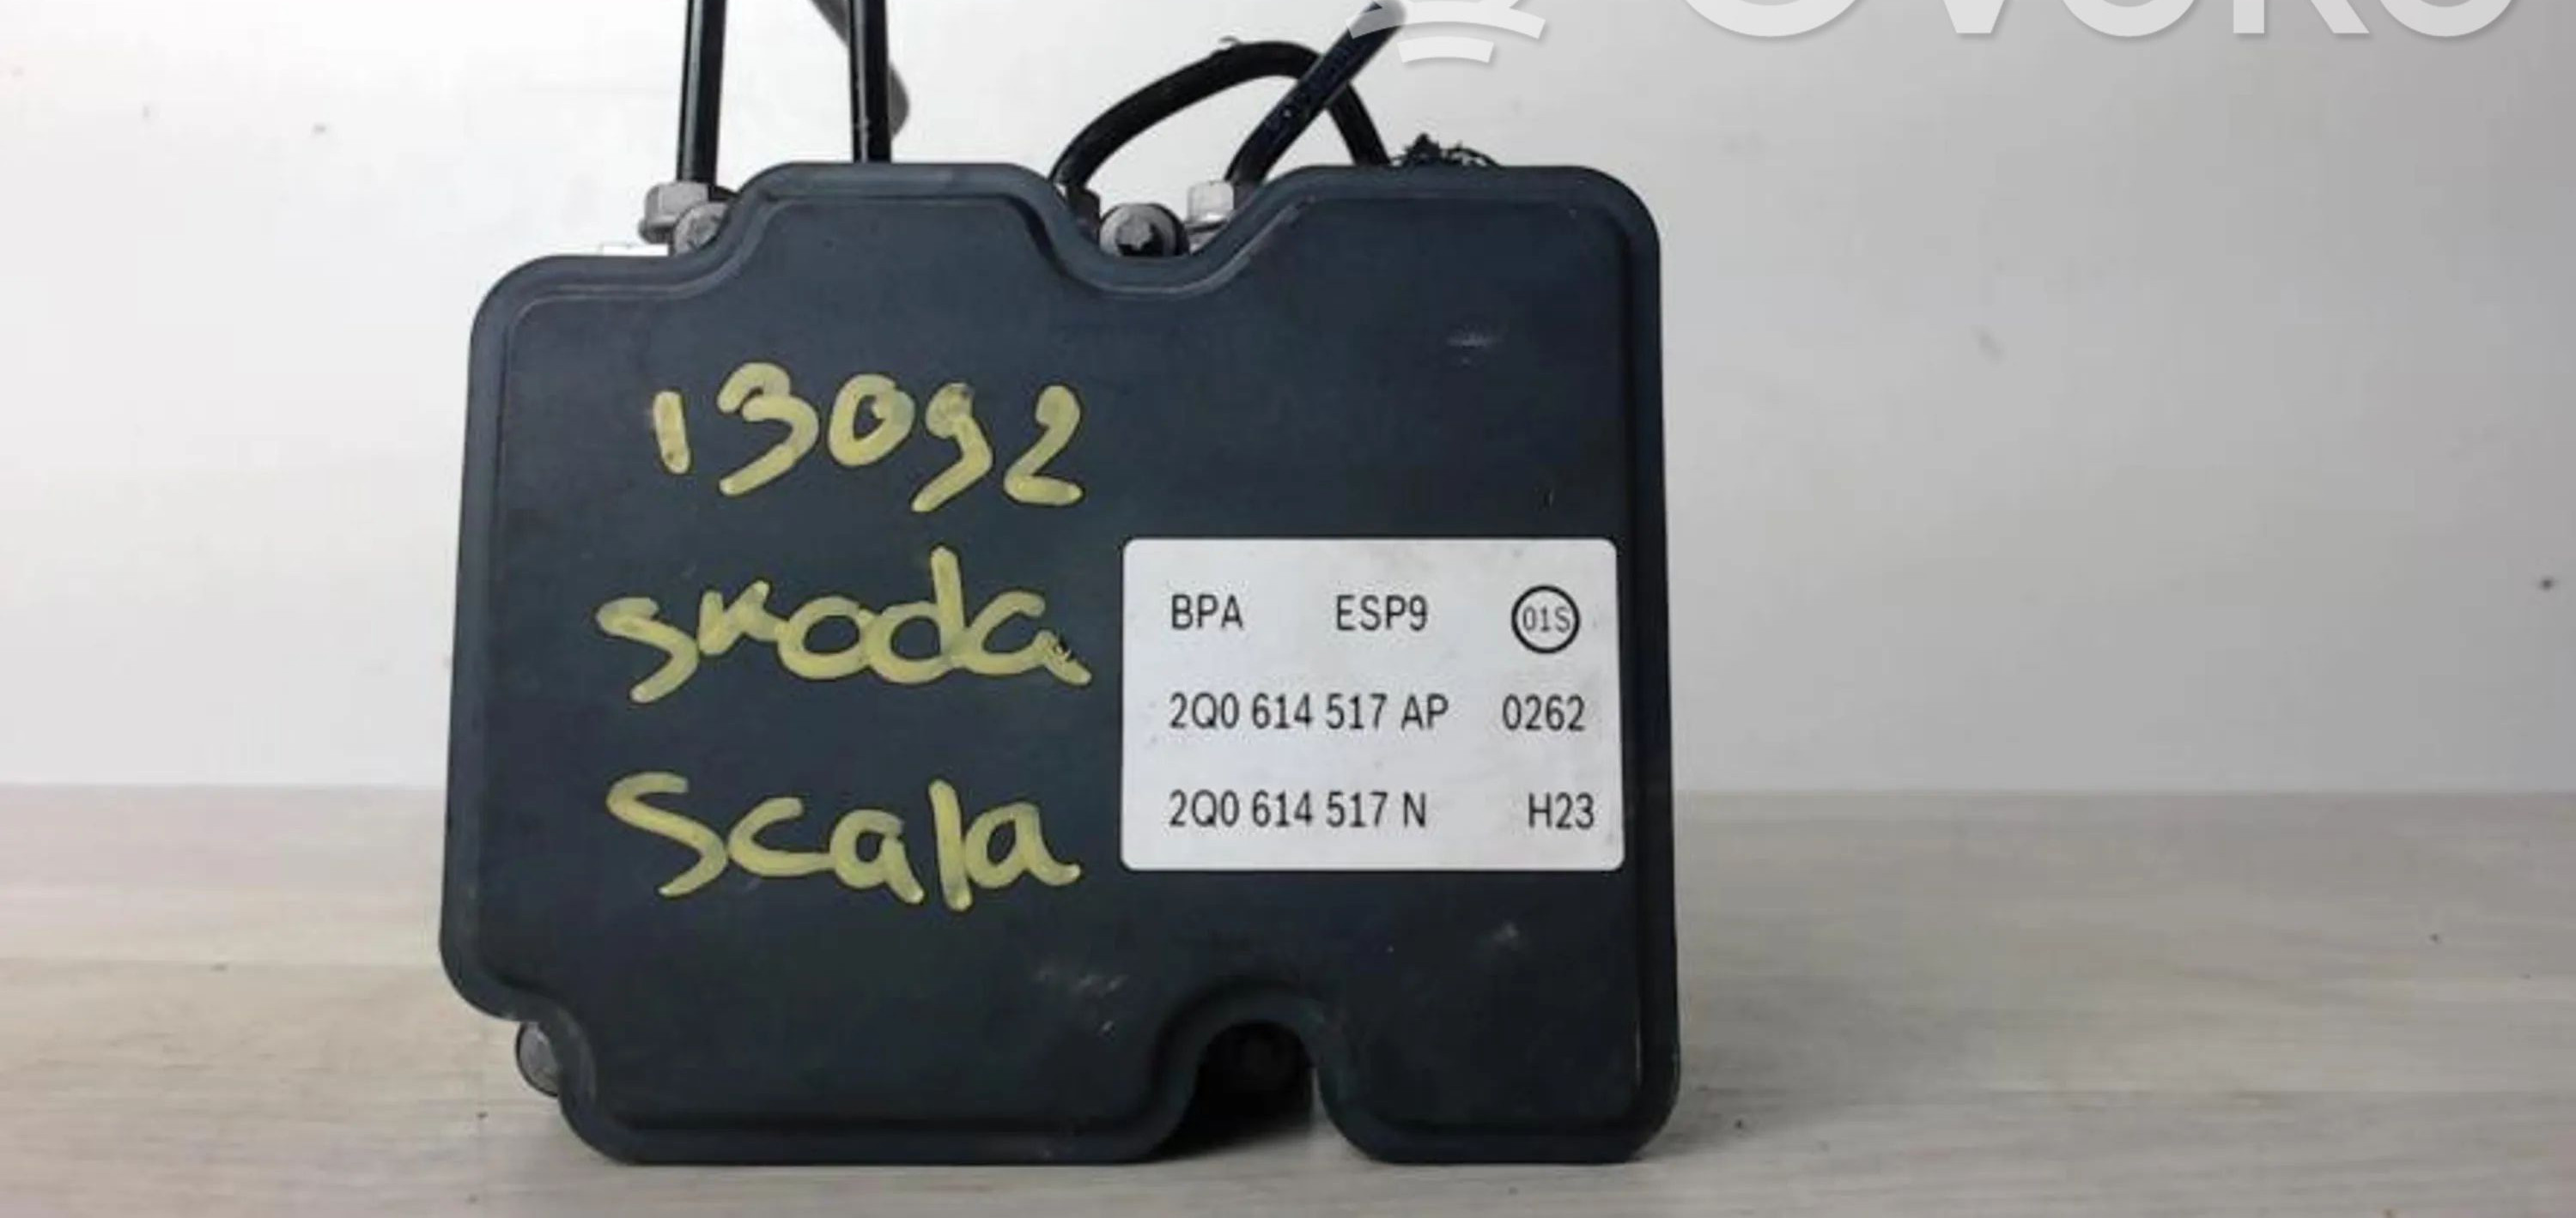 13092
skoda
Scala
BPA ESP9 01S
2Q0 614 517 AP 0262
2Q0 614 517 N H23